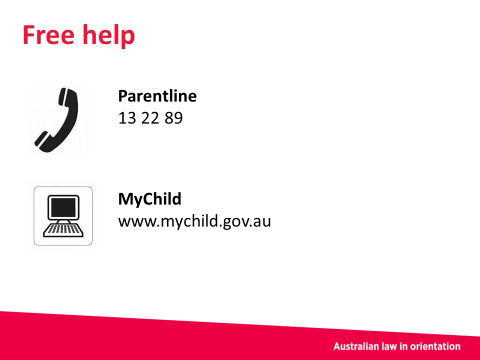 Free help
Parentline
13 22 89
MyChild
www.mychild.gov.au
Australian law in orientation